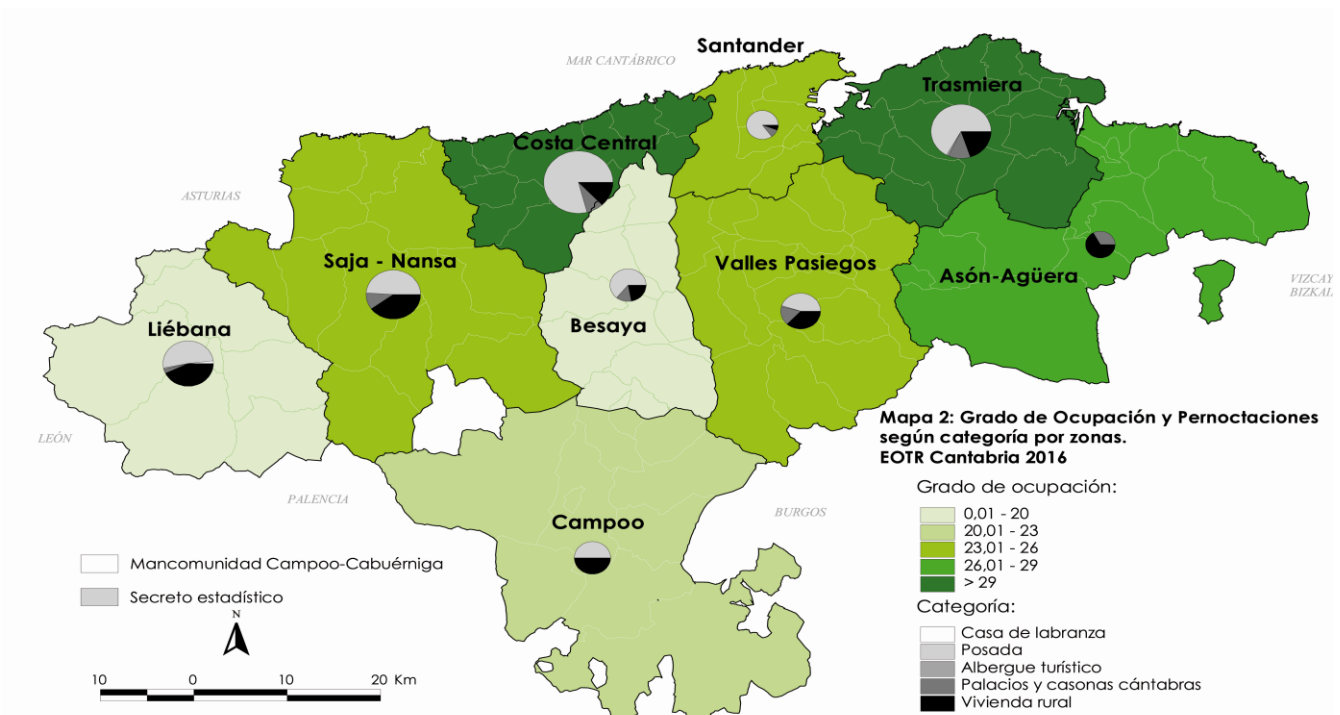 Santander
MAR CANTÁBRICO
Trasmiera
Costa Central
ASTURIAS
Saja - Nansa
Valles Pasiegos
Asón-Agüera
VIZCAY
BIZKAI
Liébana
Besaya
LEÓN
Mapa 2: Grado de Ocupación y Pernoctaciones
según categoría por zonas.
EOTR Cantabria 2016
PALENCIA
BURGOS
Campoo
Grado de ocupación:
0,01 - 20
20,01 - 23
23,01 - 26
26,01 - 29
> 29
Categoría:
Casa de labranza
Posada
Albergue turístico
Palacios y casonas cántabras
Vivienda rural
Mancomunidad Campoo-Cabuérniga
Secreto estadístico
N
10 0 10 20 Km